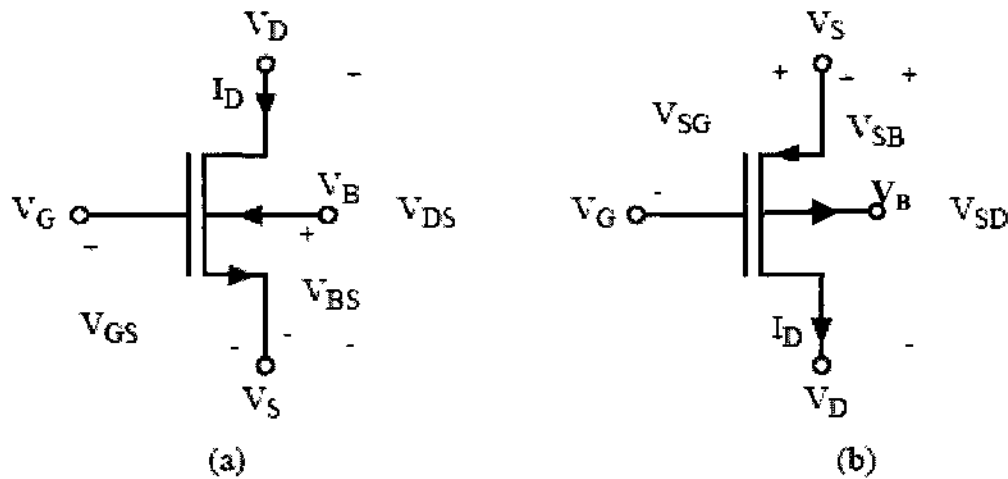 V_D V_S
- + - +
I_D V_SG V_SB
V_G V_B V_DS V_G V_B V_SD
- + -
V_GS V_BS I_D
- - - -
V_S V_D
(a) (b)